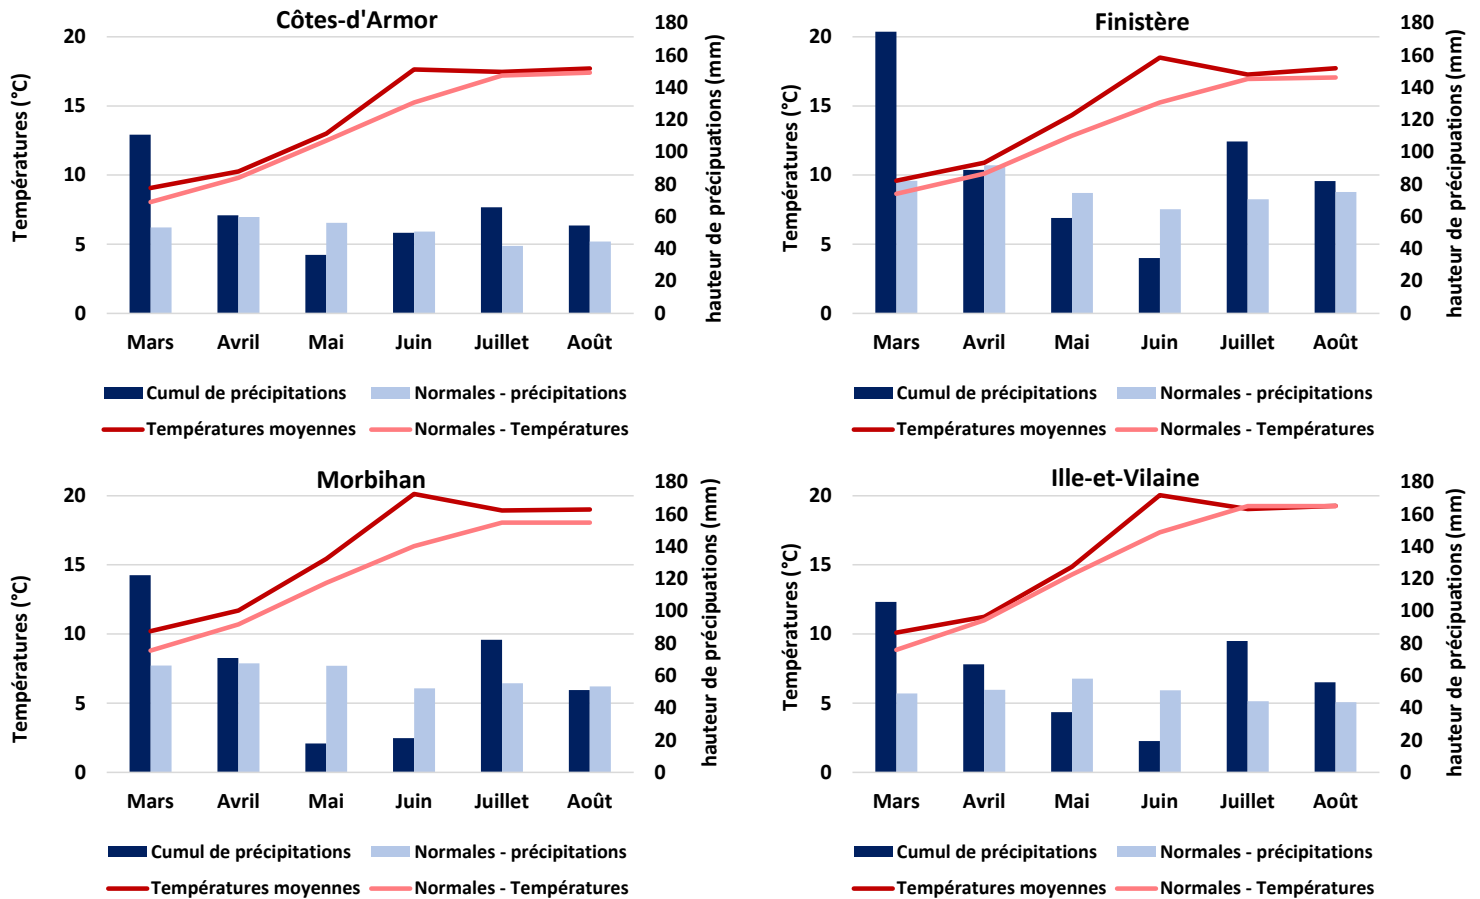 Côtes-d'Armor
Températures (°C)
20
15
10
5
0
180
160
140
120
100
80
60
40
20
0
hauteur de précipuations (mm)
Mars Avril Mai Juin Juillet Août
Cumul de précipitations Normales - précipitations
Températures moyennes Normales - Températures
Finistère
Températures (°C)
20
15
10
5
0
180
160
140
120
100
80
60
40
20
0
hauteur de précipuations (mm)
Mars Avril Mai Juin Juillet Août
Cumul de précipitations Normales - précipitations
Températures moyennes Normales - Températures
Morbihan
Températures (°C)
20
15
10
5
0
180
160
140
120
100
80
60
40
20
0
hauteur de précipuations (mm)
Mars Avril Mai Juin Juillet Août
Cumul de précipitations Normales - précipitations
Températures moyennes Normales - Températures
Ille-et-Vilaine
Températures (°C)
20
15
10
5
0
180
160
140
120
100
80
60
40
20
0
hauteur de précipuations (mm)
Mars Avril Mai Juin Juillet Août
Cumul de précipitations Normales - précipitations
Températures moyennes Normales - Températures